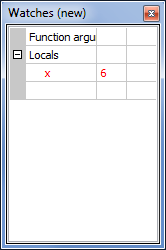 Watches (new)
Function argu
Locals
x 6